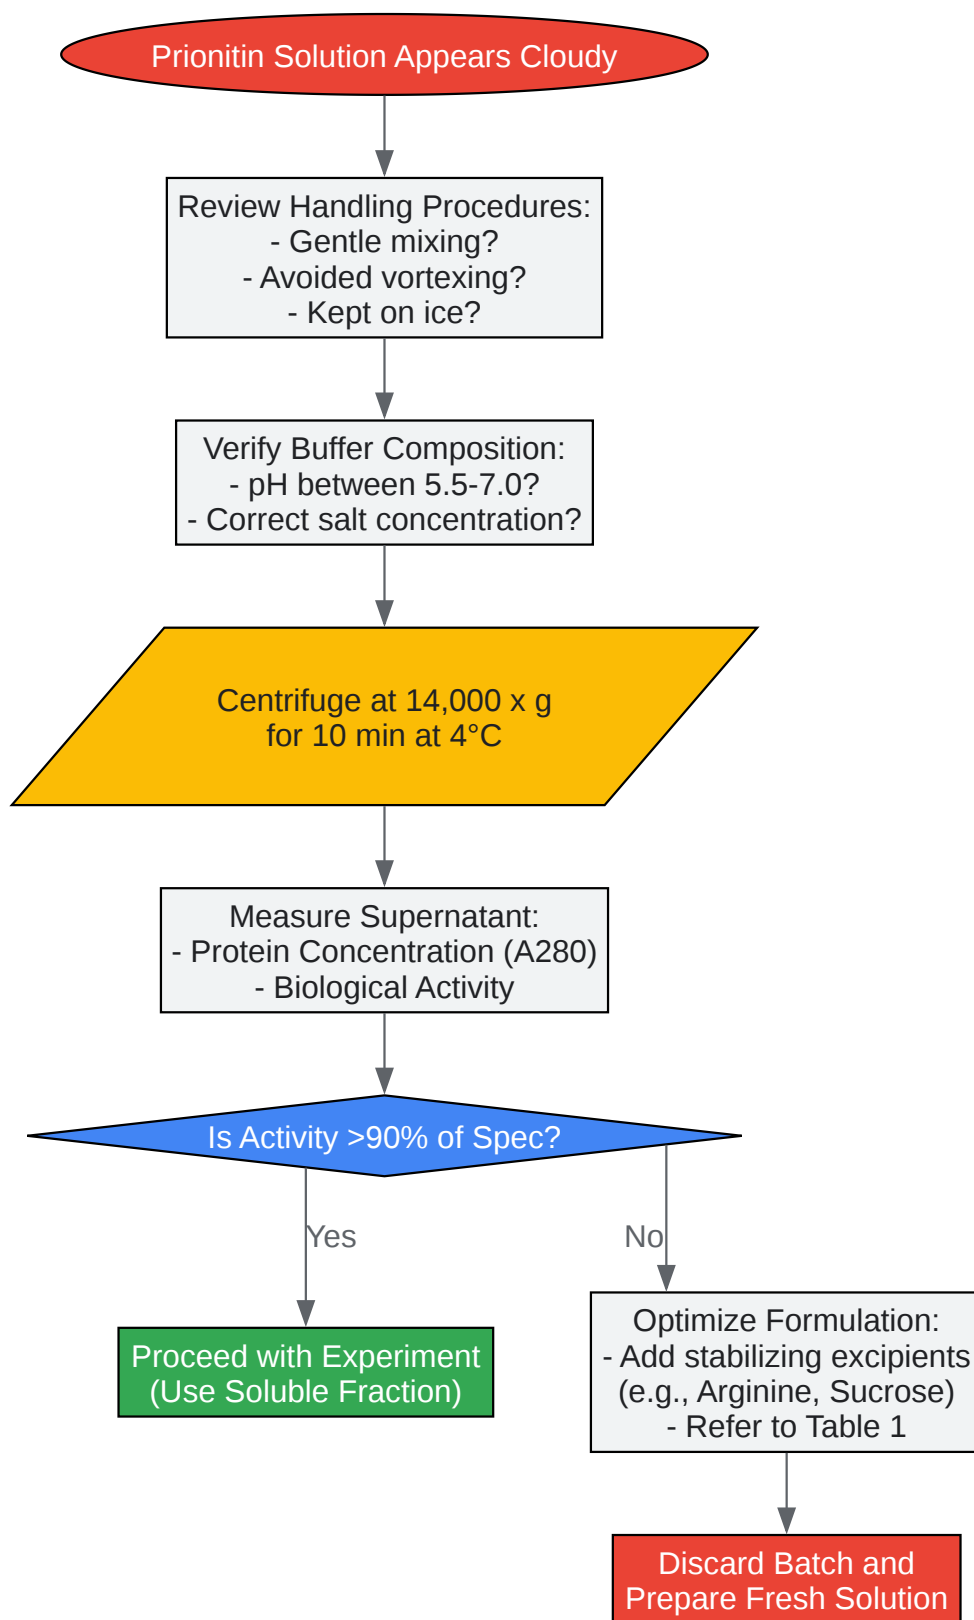 Prionitin Solution Appears Cloudy
Review Handling Procedures:
- Gentle mixing?
- Avoided vortexing?
- Kept on ice?
Verify Buffer Composition:
- pH between 5.5-7.0?
- Correct salt concentration?
Centrifuge at 14,000 x g
for 10 min at 4°C
Measure Supernatant:
- Protein Concentration (A280)
- Biological Activity
Is Activity >90% of Spec?
Yes
No
Proceed with Experiment
(Use Soluble Fraction)
Optimize Formulation:
- Add stabilizing excipients
(e.g., Arginine, Sucrose)
- Refer to Table 1
Discard Batch and
Prepare Fresh Solution